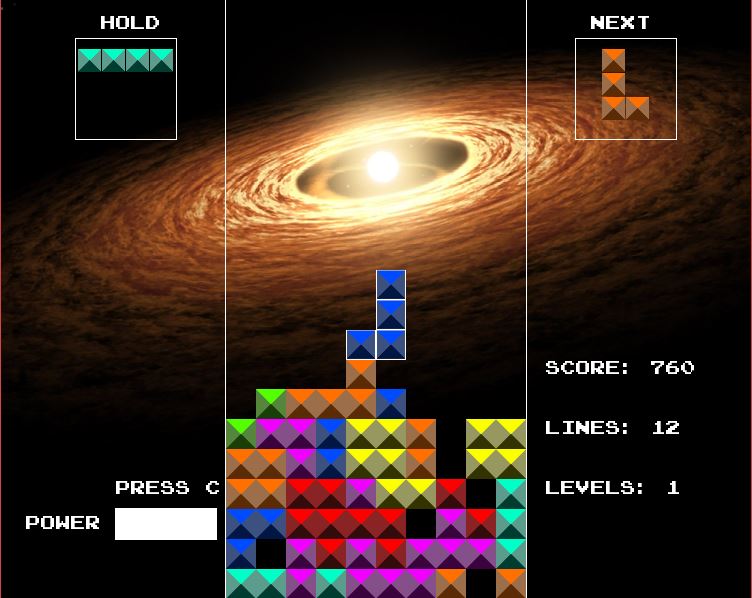 HOLD
NEXT
SCORE: 760
LINES: 12
PRESS C
LEVELS: 1
POWER